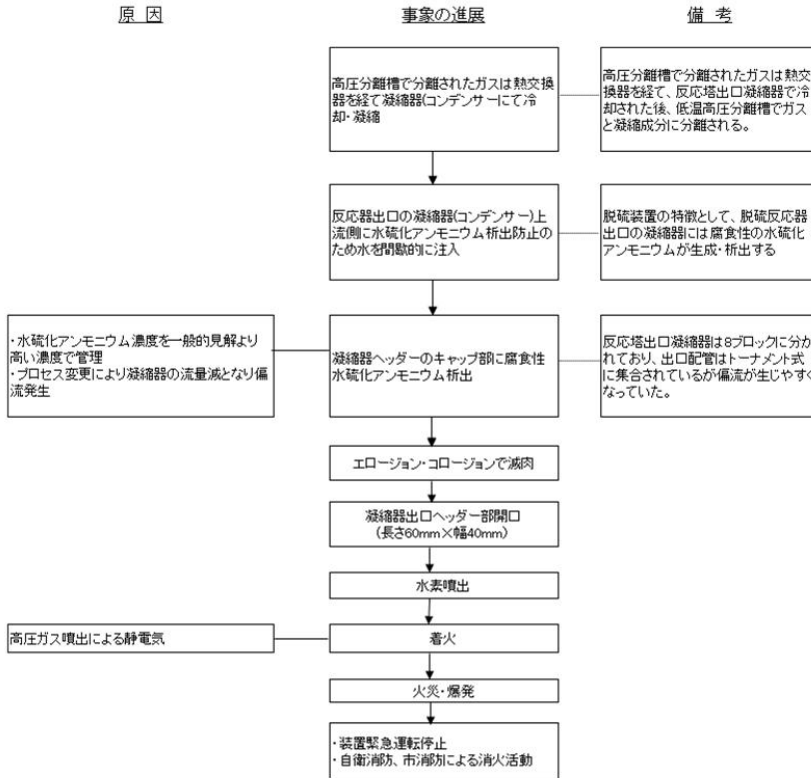 原 因
事象の進展
備 考
高圧分離槽で分離されたガスは熱交換
器を経て凝縮器(コンデンサーにて冷
却・凝縮
高圧分離槽で分離されたガスは熱交
換器を経て、反応塔出口凝縮器で冷
却された後、低温高圧分離槽でガス
と凝縮成分に分離される。
反応器出口の凝縮器(コンデンサー)上
流側に水硫化アンモニウム析出防止の
ため水を間歇的に注入
脱硫装置の特徴として、脱硫反応器
出口の凝縮器には腐食性の水硫化
アンモニウムが生成・析出する
・水硫化アンモニウム濃度を一般的見解より
高い濃度で管理
・プロセス変更により凝縮器の流量減となり偏
流発生
凝縮器ヘッダーのキャップ部に腐食性
水硫化アンモニウム析出
反応塔出口凝縮器は8ブロックに分か
れており、出口配管はトーナメント式
に集合されているが偏流が生じやすく
なっていた。
エロージョン・コロージョンで減肉
凝縮器出口ヘッダー部開口
(長さ60mm×幅40mm)
水素噴出
高圧ガス噴出による静電気
着火
火災・爆発
・装置緊急運転停止
・自衛消防、市消防による消火活動